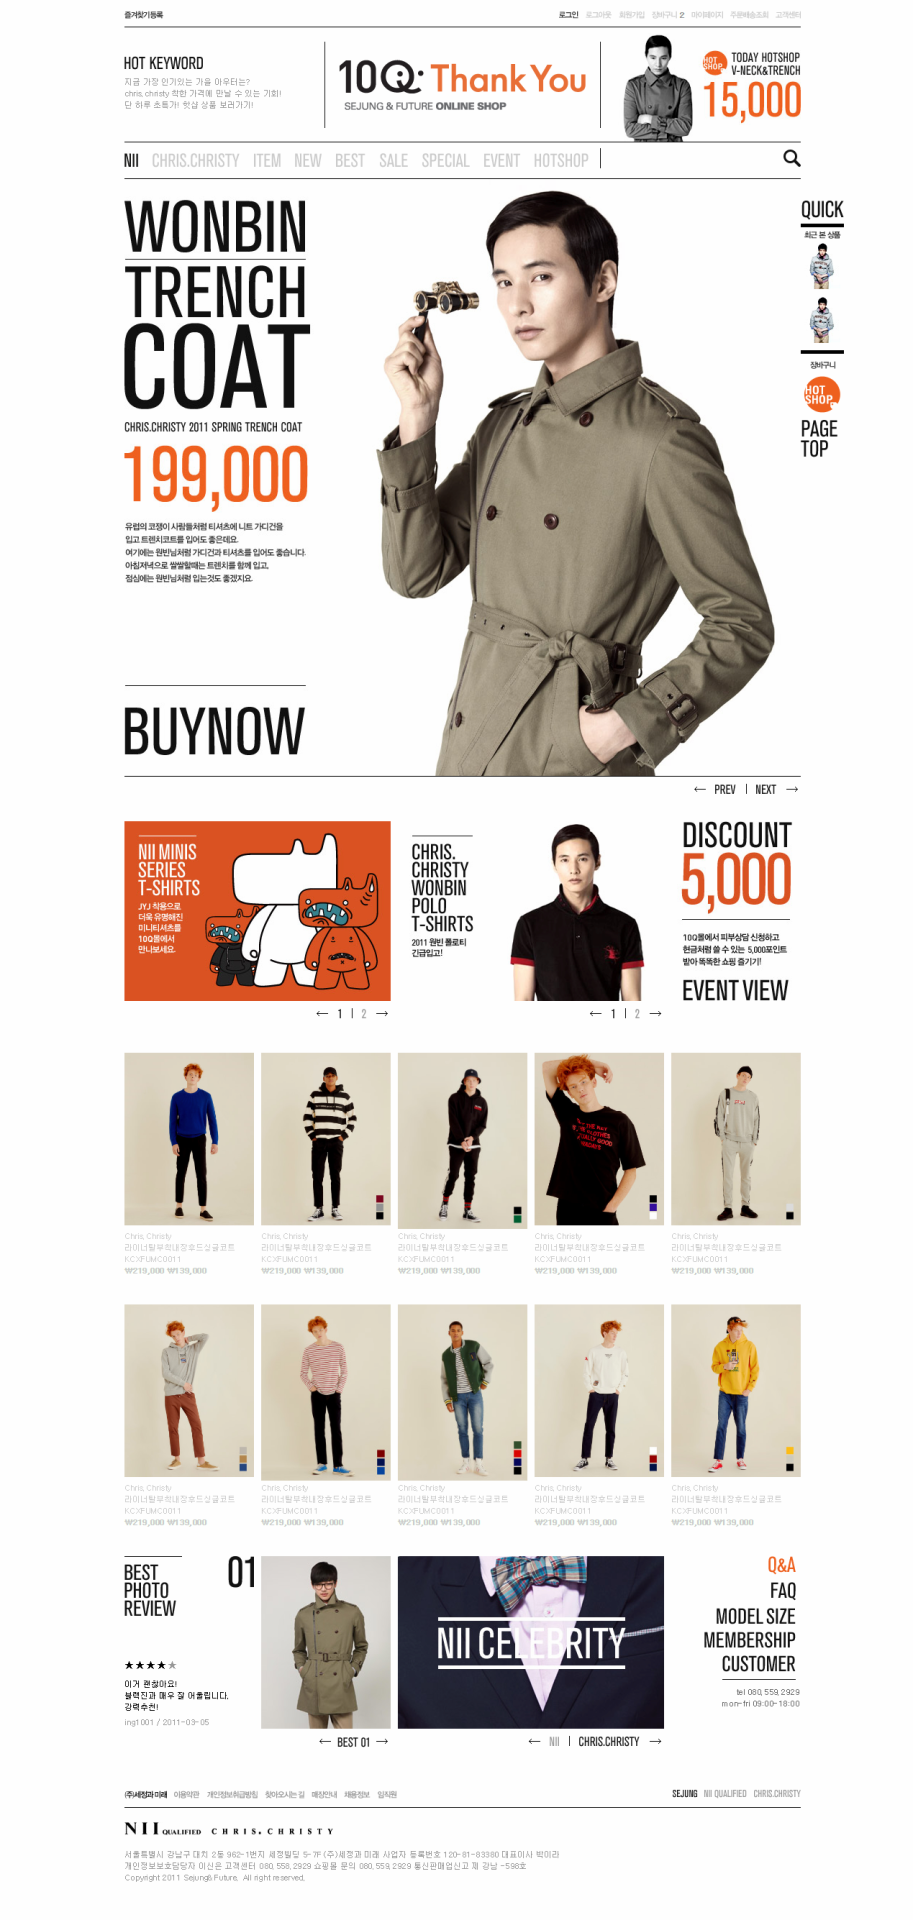 즐겨찾기등록
로그인 로그아웃 회원가입 장바구니 2 마이페이지 주문배송조회 고객센터
HOT KEYWORD
지금 가장 인기있는 가을 아우터는?
chris, christy 착한 가격에 만날 수 있는 기회!
단 하루 초특가! 핫샵 상품 보러가기!
10Q: Thank You
SEJUNG & FUTURE ONLINE SHOP
HOT SHOP
TODAY HOTSHOP
V-NECK&TRENCH
15,000
NII CHRIS.CHRISTY ITEM NEW BEST SALE SPECIAL EVENT HOTSHOP
WONBIN
TRENCH
COAT
CHRIS.CHRISTY 2011 SPRING TRENCH COAT
199,000
유럽의 코쟁이 사람들처럼 티셔츠에 니트 가디건을
입고 트렌치코트를 입어도 좋은데요.
여기에는 원빈님처럼 가디건과 티셔츠를 입어도 좋습니다.
아침저녁으로 쌀쌀할때는 트렌치를 함께 입고,
점심에는 원빈님처럼 입는것도 좋겠지요.
BUYNOW
QUICK
최근 본 상품
장바구니
HOT
SHOP
PAGE
TOP
← PREV | NEXT →
NII MINIS
SERIES
T-SHIRTS
JYJ 착용으로
더욱 유명해진
미니티셔츠를
10Q몰에서
만나보세요.
← 1 | 2 →
CHRIS.
CHRISTY
WONBIN
POLO
T-SHIRTS
2011 원빈 폴로티
긴급입고!
← 1 | 2 →
DISCOUNT
5,000
10Q몰에서 피부상담 신청하고
현금처럼 쓸 수 있는 5,000포인트
받아 똑똑한 쇼핑 즐기기!
EVENT VIEW
Chris, Christy
라이너탈부착내장후드싱글코트
KCXFUMC0011
₩219,000 ₩139,000
Chris, Christy
라이너탈부착내장후드싱글코트
KCXFUMC0011
₩219,000 ₩139,000
Chris, Christy
라이너탈부착내장후드싱글코트
KCXFUMC0011
₩219,000 ₩139,000
Chris, Christy
라이너탈부착내장후드싱글코트
KCXFUMC0011
₩219,000 ₩139,000
Chris, Christy
라이너탈부착내장후드싱글코트
KCXFUMC0011
₩219,000 ₩139,000
Chris, Christy
라이너탈부착내장후드싱글코트
KCXFUMC0011
₩219,000 ₩139,000
Chris, Christy
라이너탈부착내장후드싱글코트
KCXFUMC0011
₩219,000 ₩139,000
Chris, Christy
라이너탈부착내장후드싱글코트
KCXFUMC0011
₩219,000 ₩139,000
Chris, Christy
라이너탈부착내장후드싱글코트
KCXFUMC0011
₩219,000 ₩139,000
Chris, Christy
라이너탈부착내장후드싱글코트
KCXFUMC0011
₩219,000 ₩139,000
BEST
PHOTO
REVIEW
01
★★★★★
이거 괜찮아요!
블랙진과 매우 잘 어울립니다.
강력추천!
ing1001 / 2011-03-05
← BEST 01 →
NII CELEBRITY
← NII | CHRIS.CHRISTY →
Q&A
FAQ
MODEL SIZE
MEMBERSHIP
CUSTOMER
tel 080,559,2929
mon-fri 09:00-18:00
(주)세정과 미래 이용약관 개인정보취급방침 찾아오시는 길 매장안내 채용정보 임직원
SEJUNG NII QUALIFIED CHRIS.CHRISTY
NII QUALIFIED CHRIS.CHRISTY
서울특별시 강남구 대치 2동 962-1번지 세정빌딩 5-7F (주)세정과 미래 사업자 등록번호 120-81-83380 대표이사 박이라
개인정보보호담당자 이신은 고객센터 080,558,2929 쇼핑몰 문의 080,559,2929 통신판매업신고 제 강남 -598호
Copyright 2011 Sejung& Future, All right reserved,